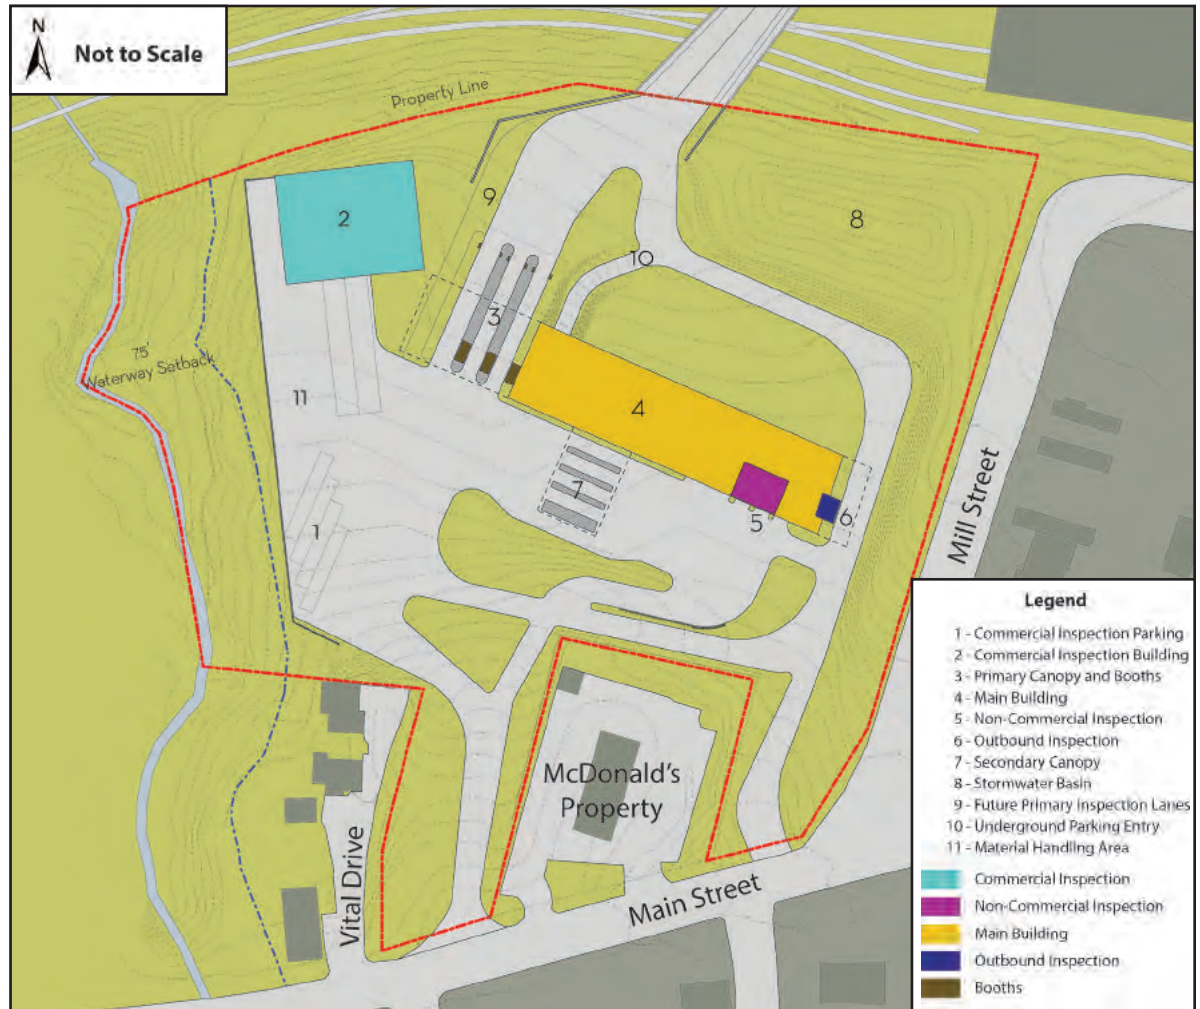 N
Not to Scale
Property Line
2
9
8
10
3
75'
Waterway Setback
11
4
7
5
6
1
Mill Street
McDonald's
Property
Vital Drive
Main Street
Legend
1 - Commercial Inspection Parking
2 - Commercial Inspection Building
3 - Primary Canopy and Booths
4 - Main Building
5 - Non-Commercial Inspection
6 - Outbound Inspection
7 - Secondary Canopy
8 - Stormwater Basin
9 - Future Primary Inspection Lanes
10 - Underground Parking Entry
11 - Material Handling Area
Commercial Inspection
Non-Commercial Inspection
Main Building
Outbound Inspection
Booths